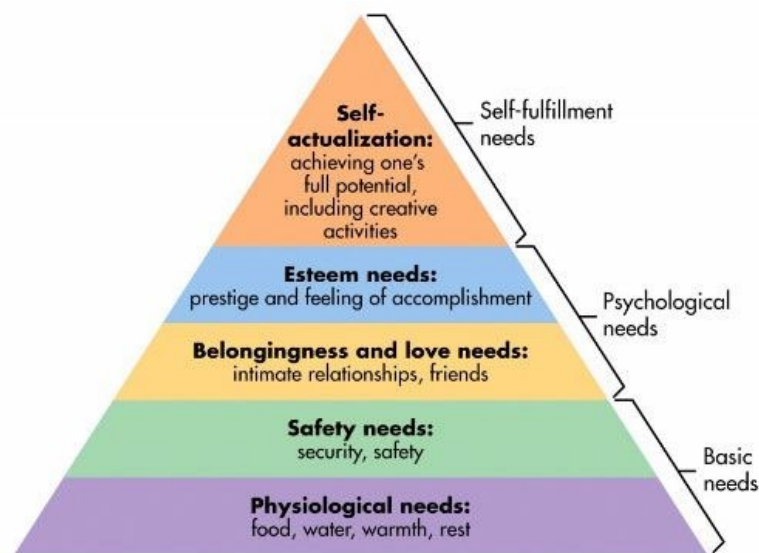 Self-
actualization:
achieving one's
full potential,
including creative
activities
Self-fulfillment
needs
Esteem needs:
prestige and feeling of accomplishment
Belongingness and love needs:
intimate relationships, friends
Psychological
needs
Safety needs:
security, safety
Physiological needs:
food, water, warmth, rest
Basic
needs